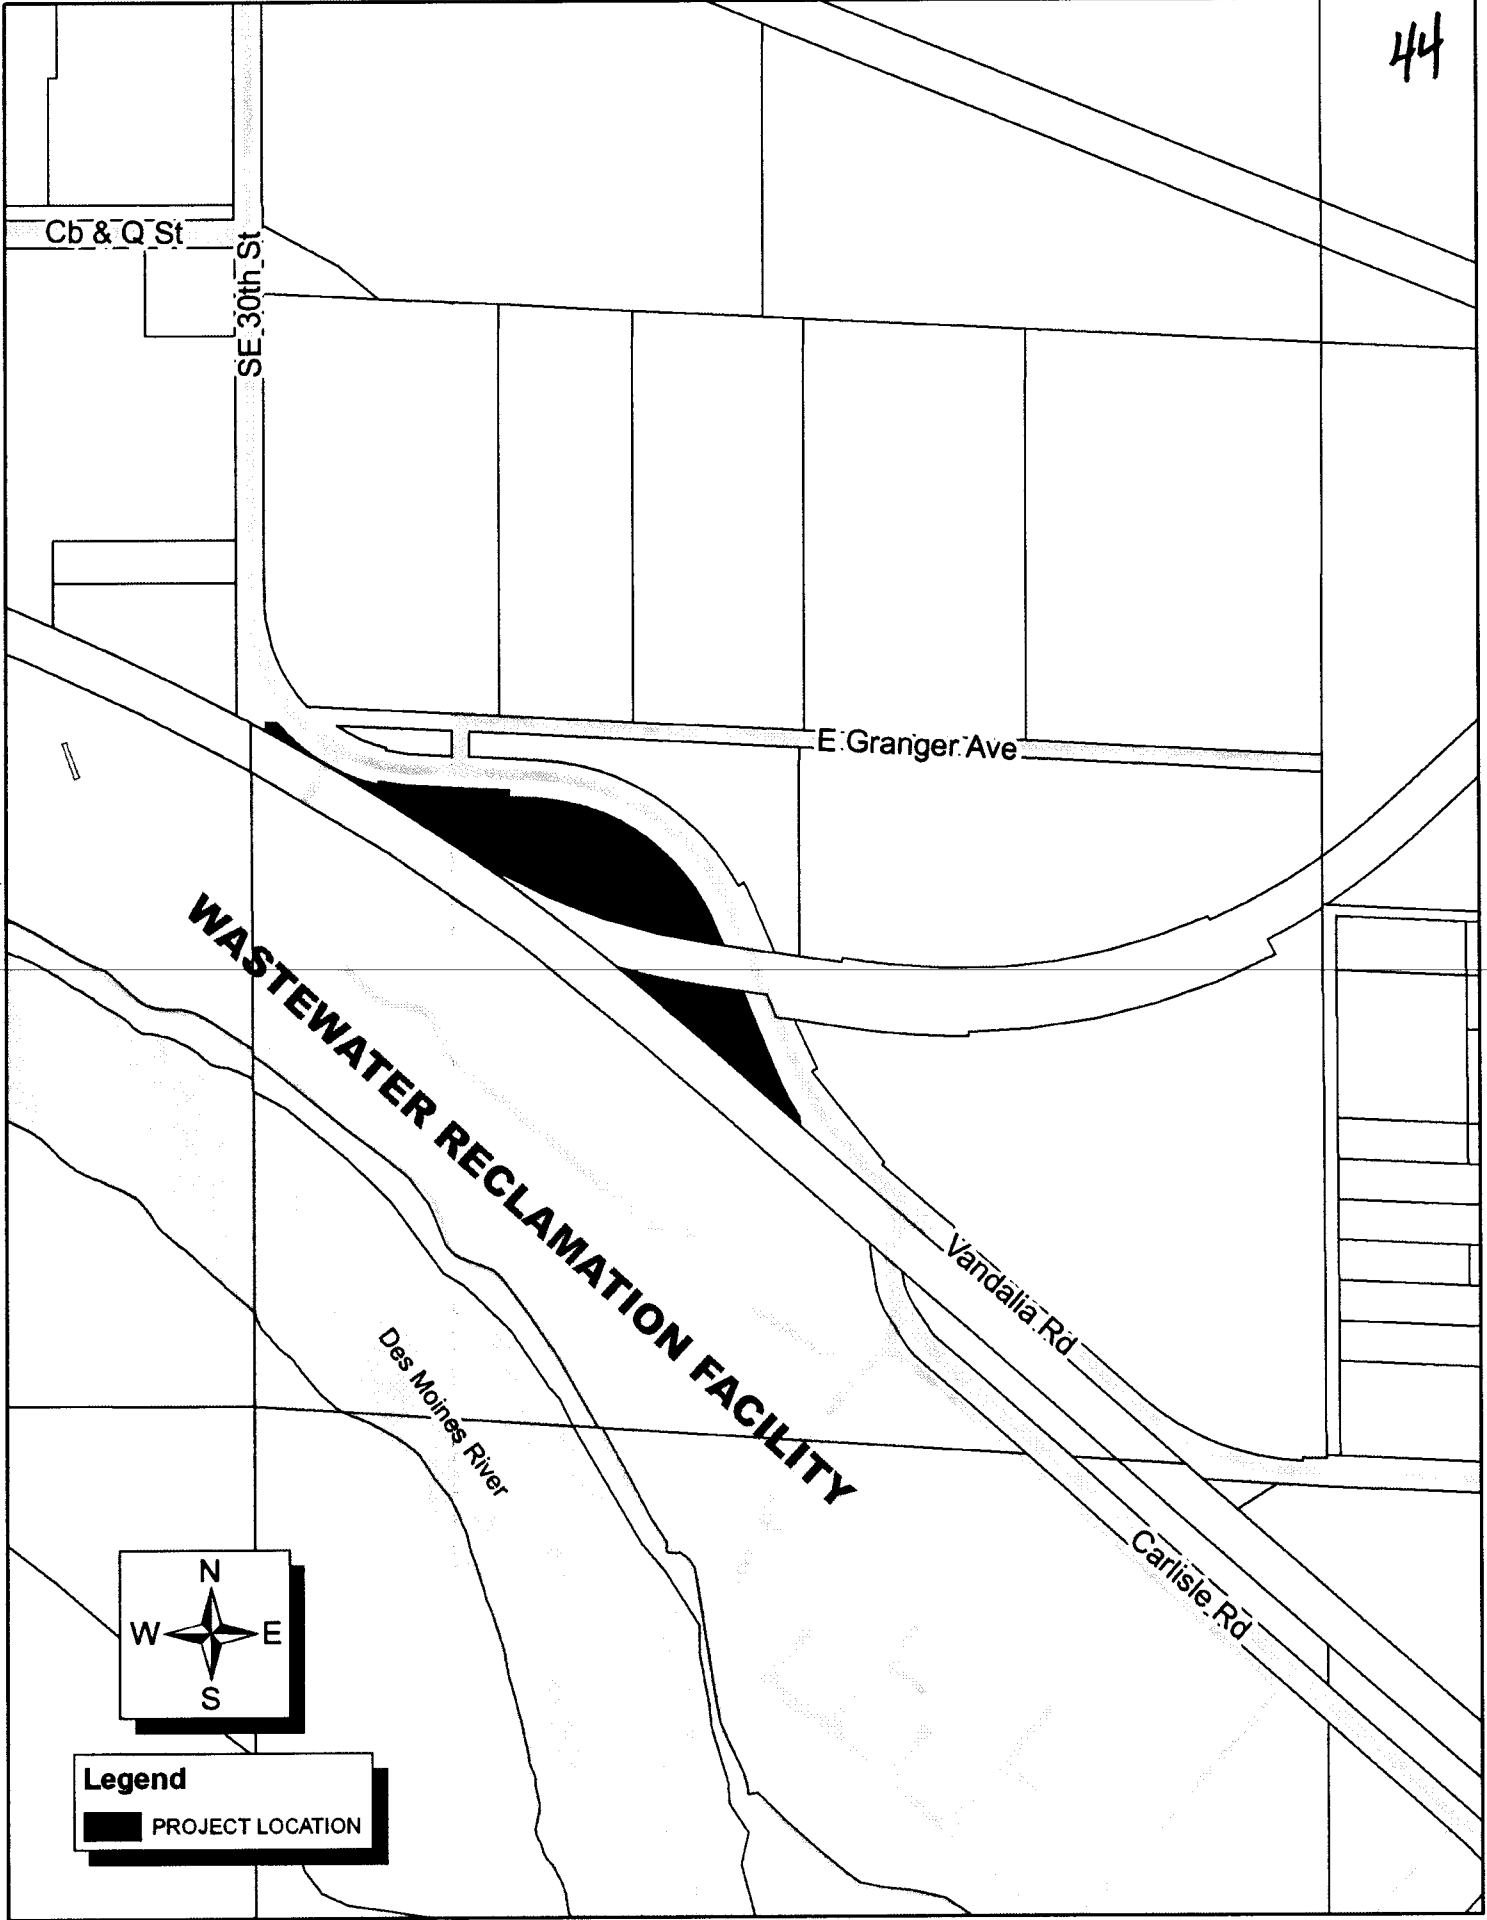 44
Cb & Q St
SE 30th St
E Granger Ave
WASTEWATER RECLAMATION FACILITY
Vandalia Rd
Des Moines River
Carlisle Rd
N
W E
S
Legend
PROJECT LOCATION